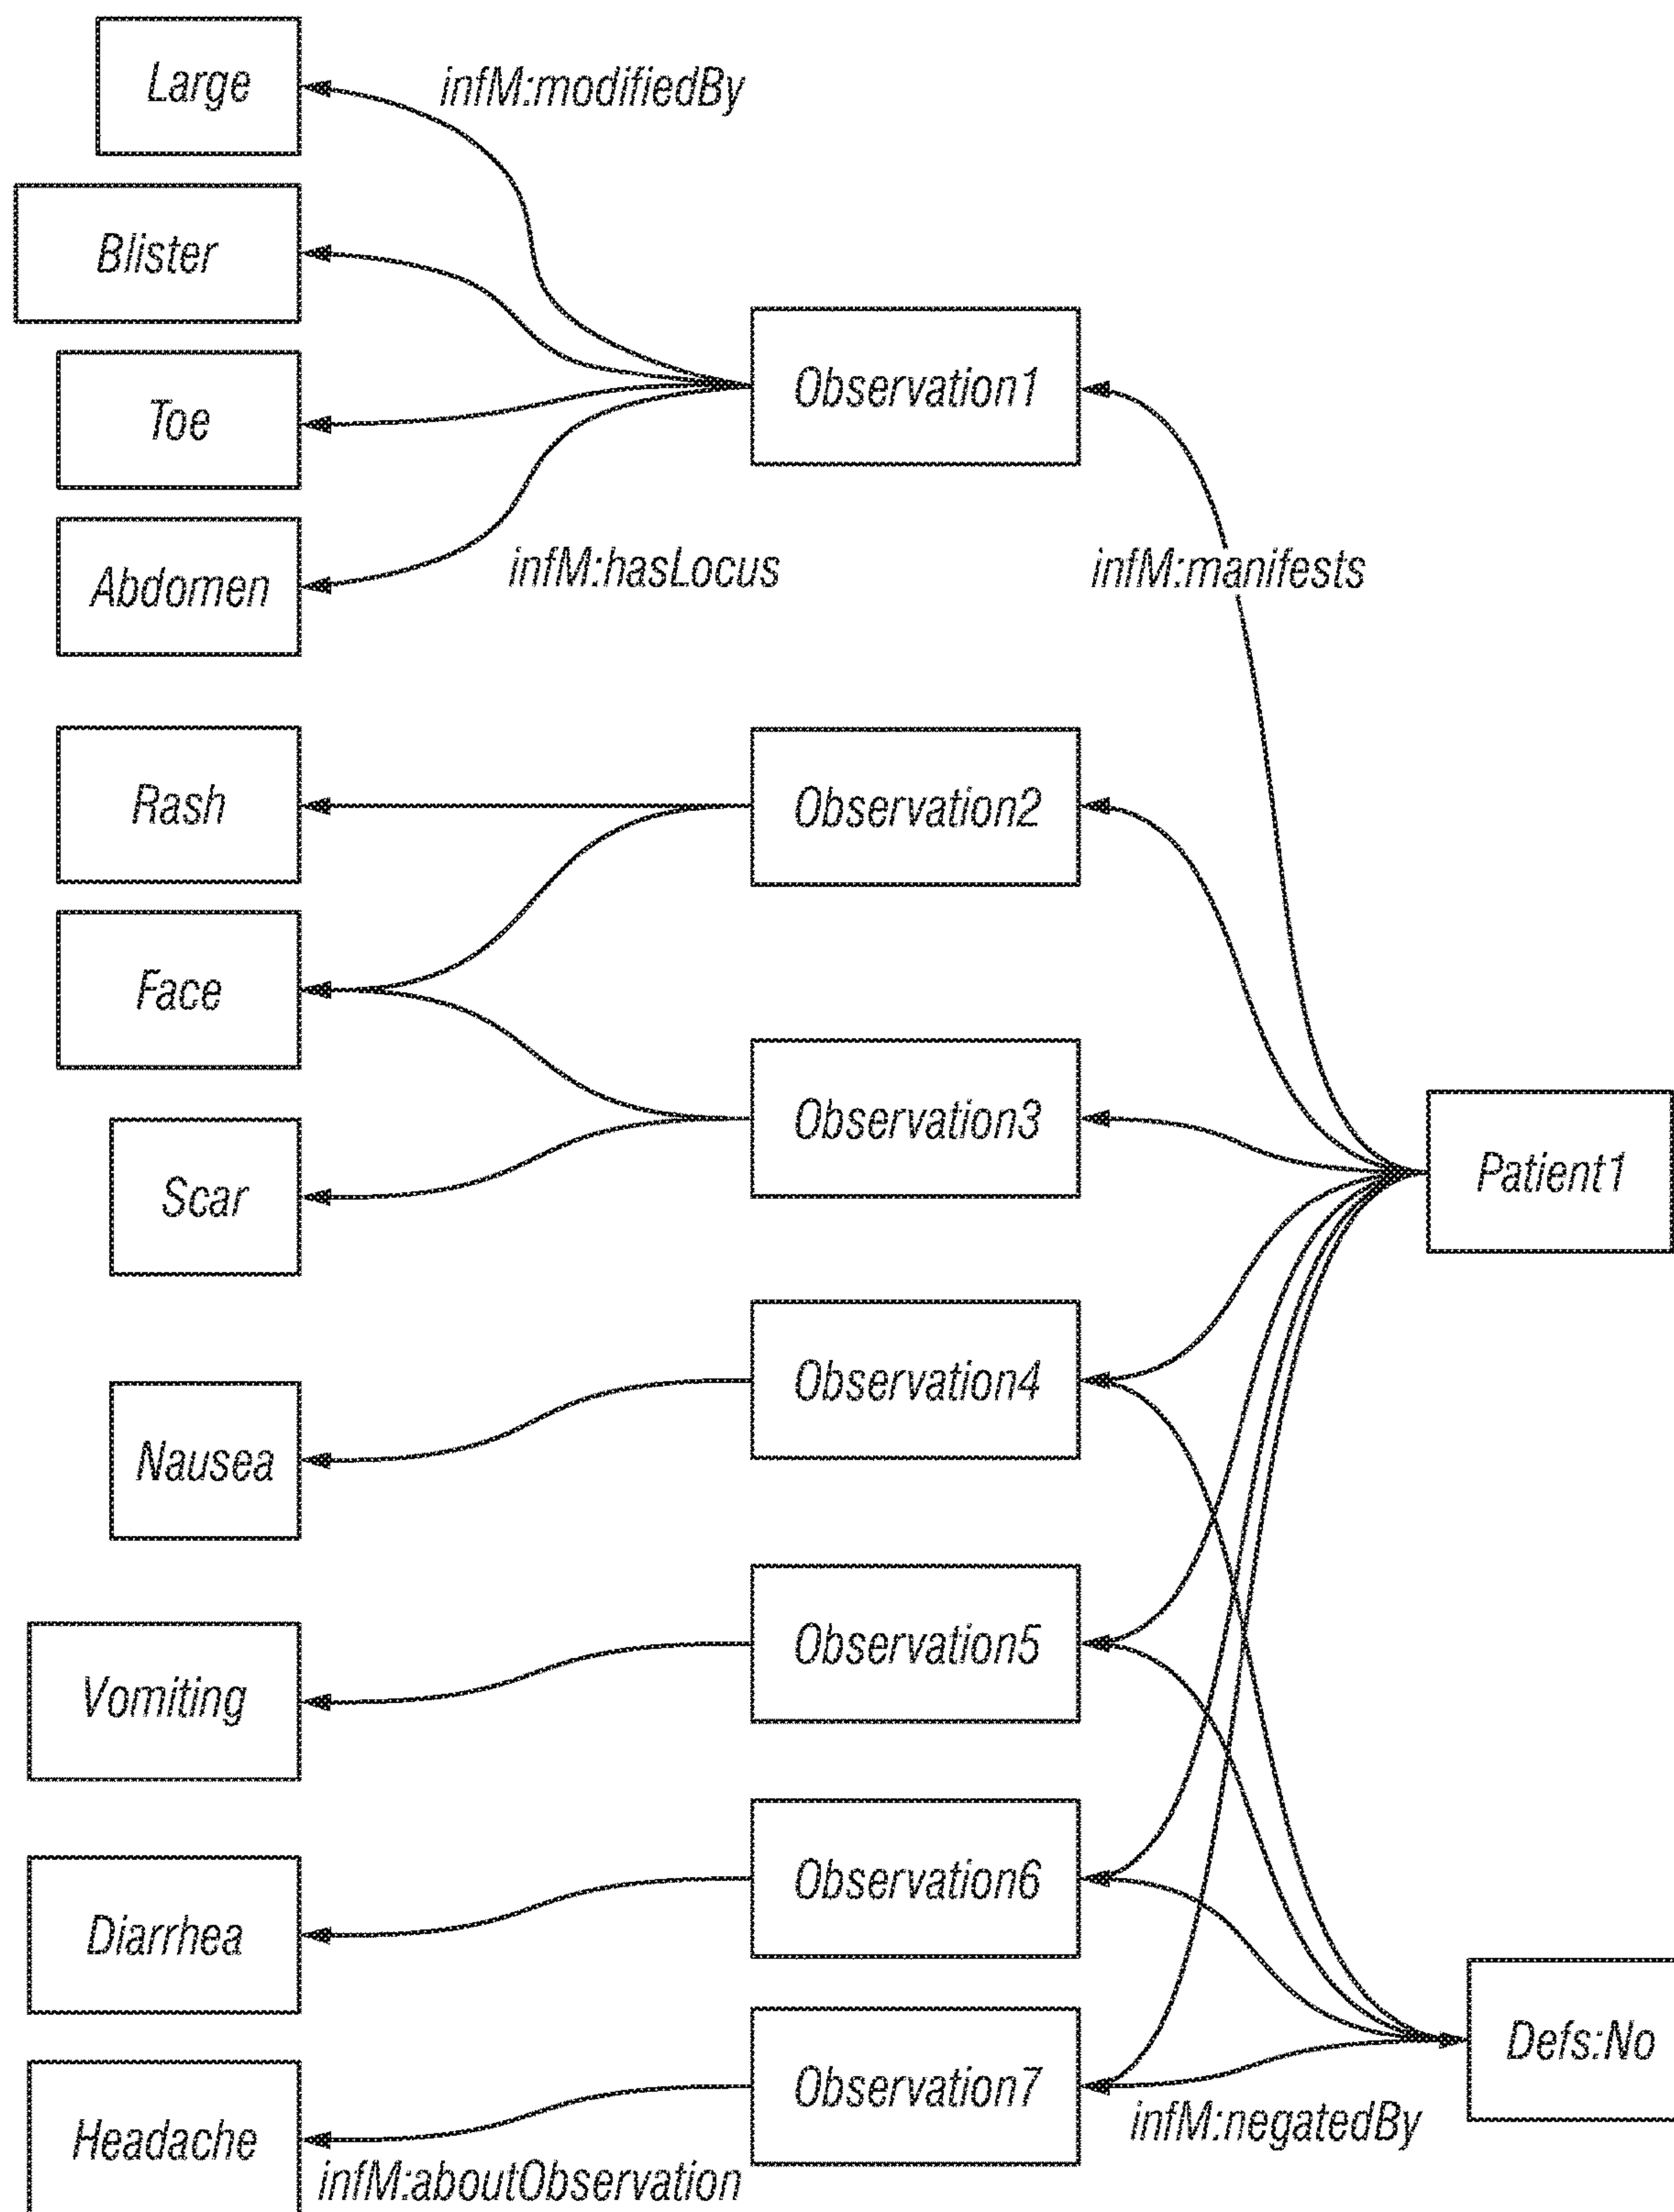 Large
infM:modifiedBy
Blister
Observation1
Toe
Abdomen
infM:hasLocus
infM:manifests
Rash
Observation2
Face
Observation3
Patient1
Scar
Observation4
Nausea
Observation5
Vomiting
Observation6
Diarrhea
Defs:No
Observation7
infM:negatedBy
Headache
infM:aboutObservation